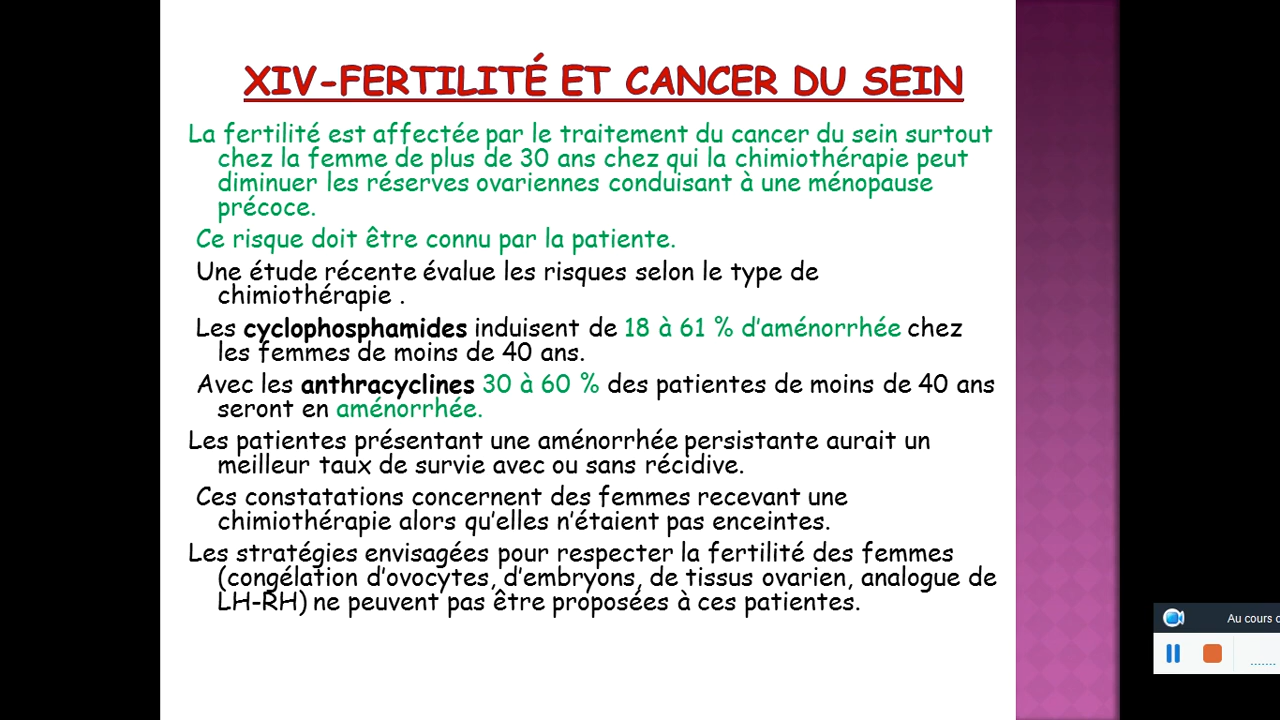 XIV-FERTILITÉ ET CANCER DU SEIN
La fertilité est affectée par le traitement du cancer du sein surtout
chez la femme de plus de 30 ans chez qui la chimiothérapie peut
diminuer les réserves ovariennes conduisant à une ménopause
précoce.
Ce risque doit être connu par la patiente.
Une étude récente évalue les risques selon le type de
chimiothérapie .
Les cyclophosphamides induisent de 18 à 61 % d'aménorrhée chez
les femmes de moins de 40 ans.
Avec les anthracyclines 30 à 60 % des patientes de moins de 40 ans
seront en aménorrhée.
Les patientes présentant une aménorrhée persistante aurait un
meilleur taux de survie avec ou sans récidive.
Ces constatations concernent des femmes recevant une
chimiothérapie alors qu'elles n'étaient pas enceintes.
Les stratégies envisagées pour respecter la fertilité des femmes
(congélation d'ovocytes, d'embryons, de tissus ovarien, analogue de
LH-RH) ne peuvent pas être proposées à ces patientes.
Au cours